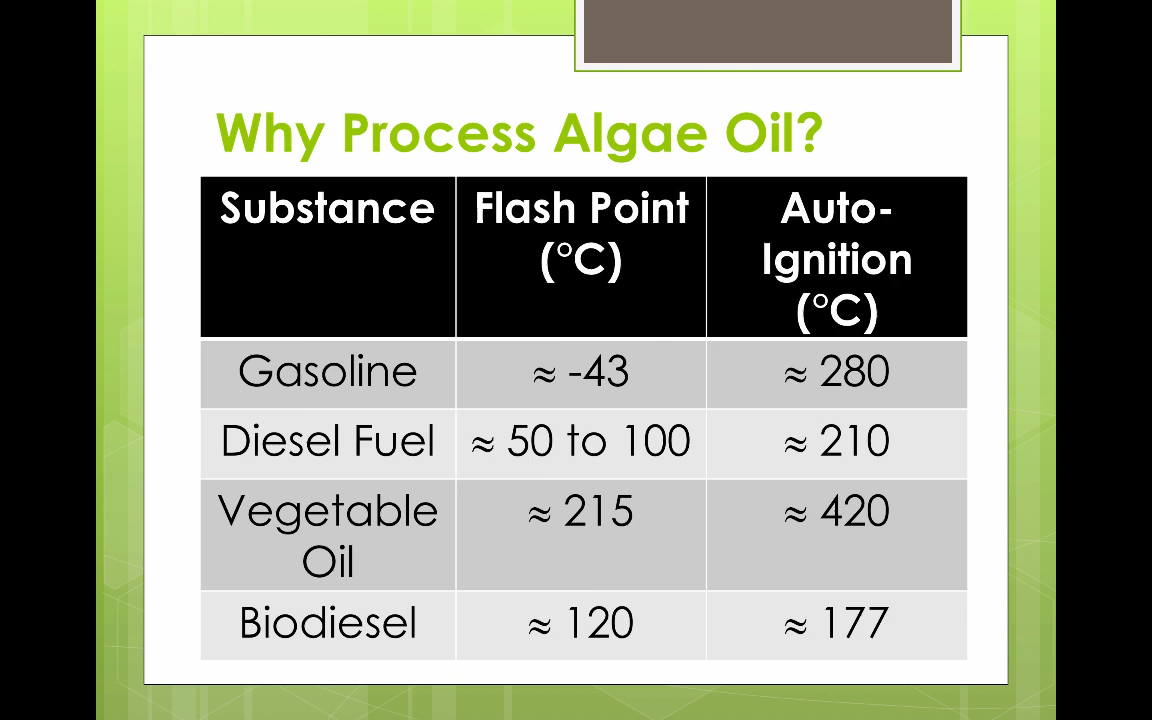 Why Process Algae Oil?
Substance
Flash Point
(°C)
Auto-
Ignition
(°C)
Gasoline
≈ -43
≈ 280
Diesel Fuel
≈ 50 to 100
≈ 210
Vegetable
Oil
≈ 215
≈ 420
Biodiesel
≈ 120
≈ 177